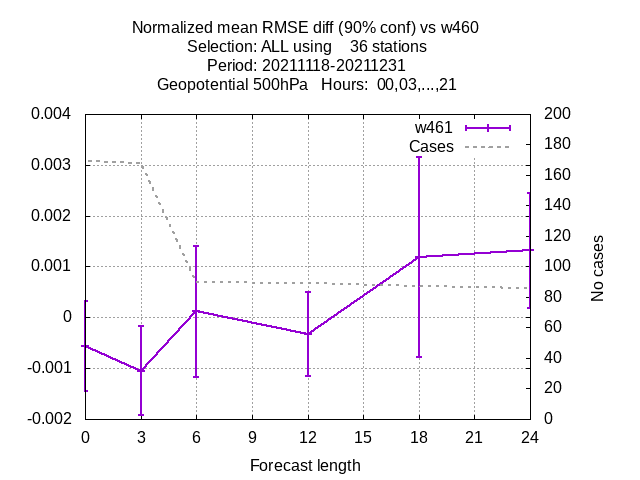 Normalized mean RMSE diff (90% conf) vs w460
Selection: ALL using    36 stations
Period: 20211118-20211231
Geopotential 500hPa   Hours:  00,03,...,21
0.004
0.003
0.002
0.001
0
-0.001
-0.002
w461
Cases
200
180
160
140
120
100
80
60
40
20
0
No cases
0 3 6 9 12 15 18 21 24
Forecast length